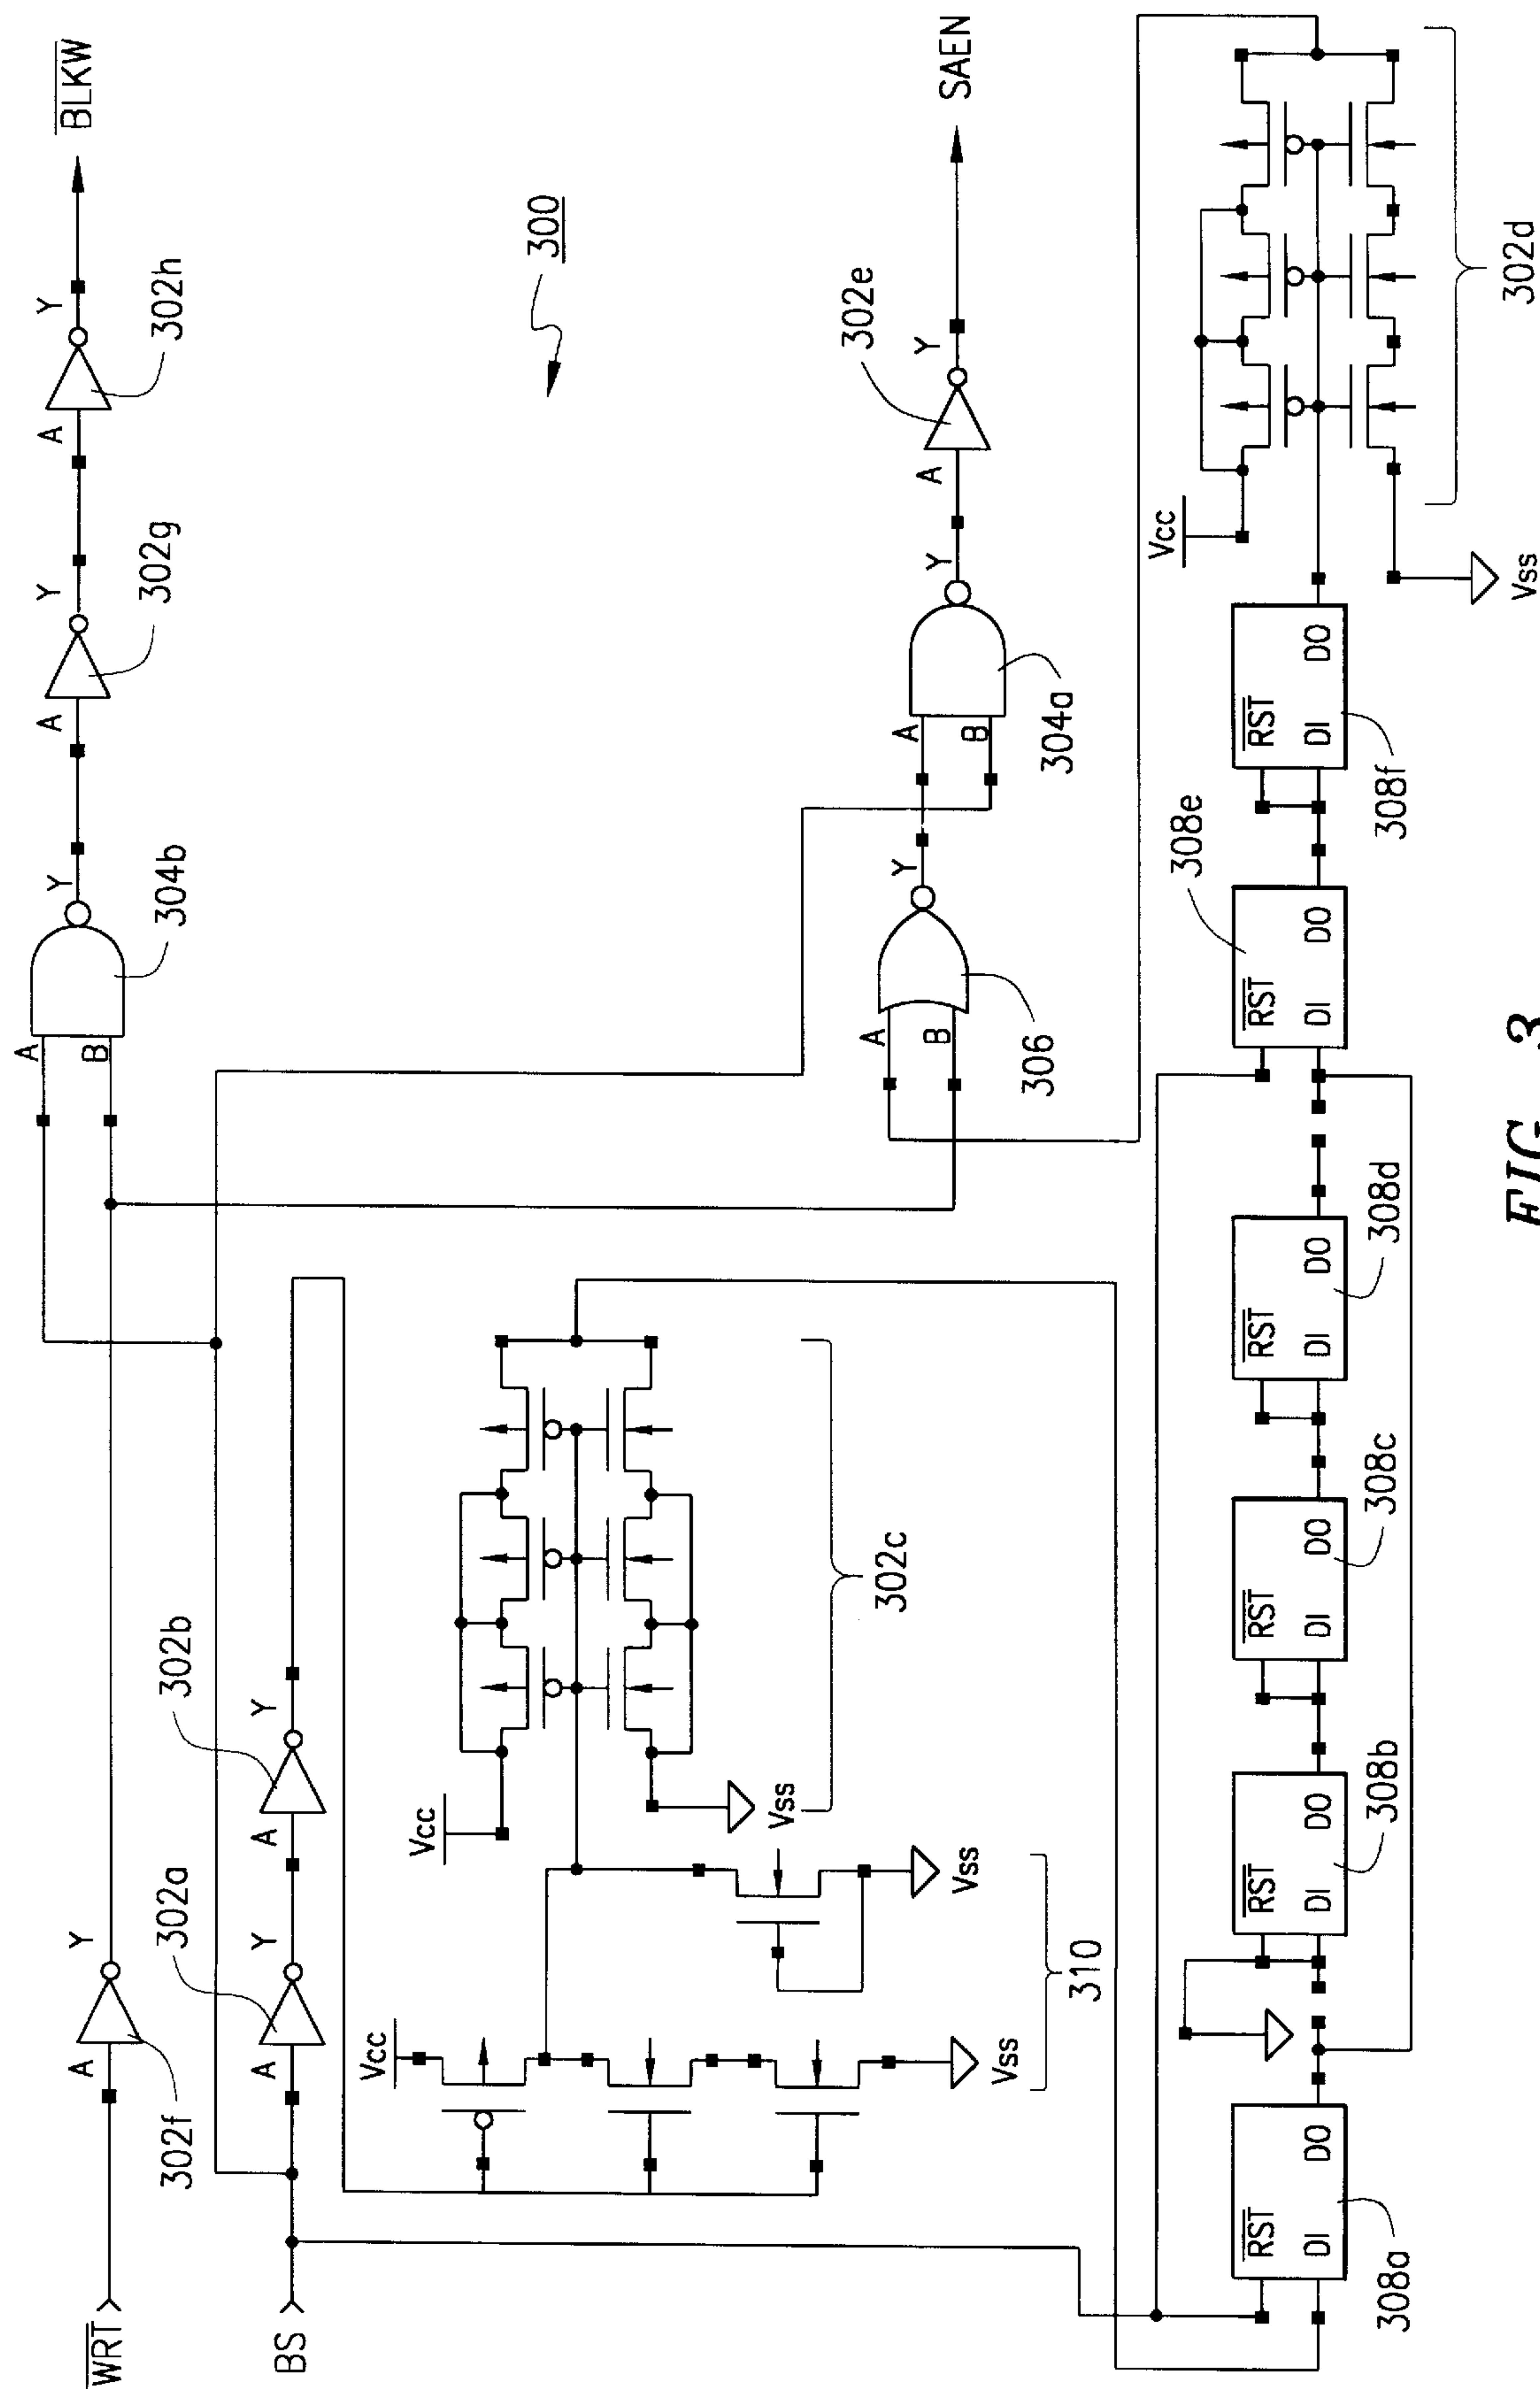 WRT
A
Y
302f
A
B
Y
304b
A
Y
302g
A
Y
302h
BLKW
BS
A
Y
302a
A
Y
302b
300
Vcc
Vss
310
Vss
Vcc
Vss
302c
A
B
Y
306
A
B
Y
304a
A
Y
302e
SAEN
RST
DI
DO
308a
RST
DI
DO
308b
RST
DI
DO
308c
RST
DI
DO
308d
RST
DI
DO
308e
RST
DI
DO
308f
Vcc
Vss
302d
FIG. 3